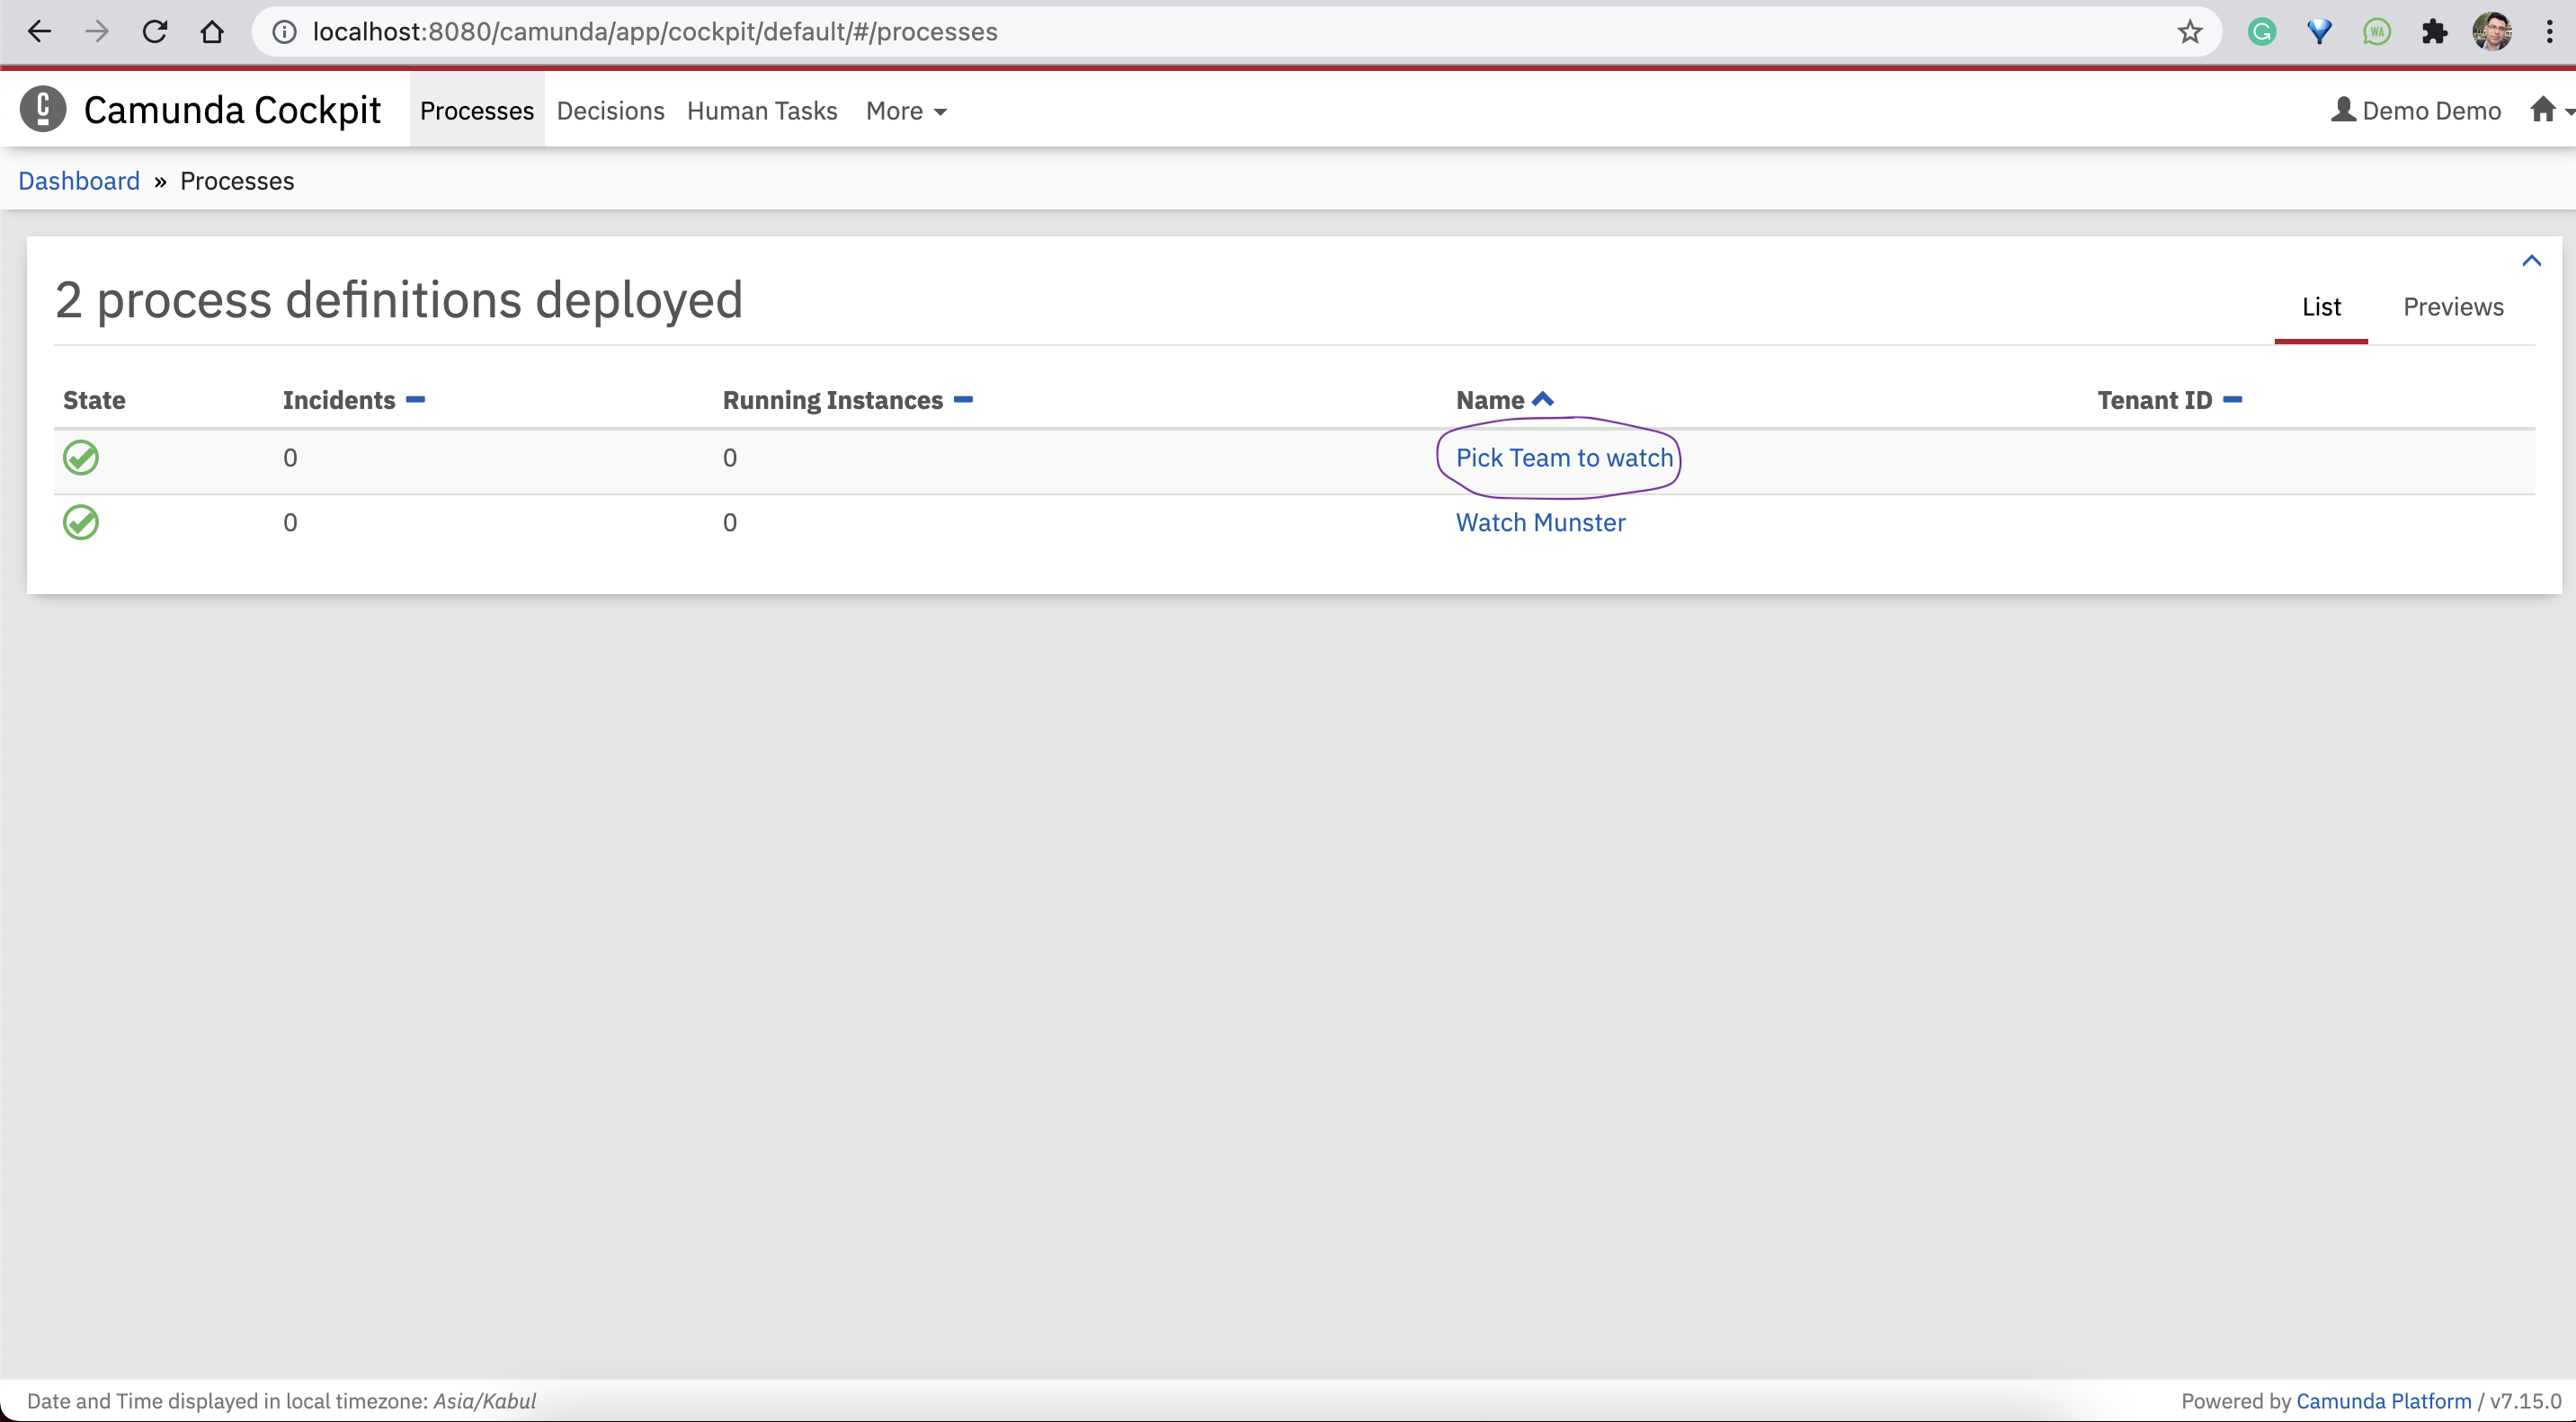 localhost:8080/camunda/app/cockpit/default/#/processes
Camunda Cockpit Processes Decisions Human Tasks More Demo Demo
Dashboard » Processes
2 process definitions deployed
List Previews
State Incidents Running Instances Name Tenant ID
0 0 Pick Team to watch
0 0 Watch Munster
Date and Time displayed in local timezone: Asia/Kabul Powered by Camunda Platform / v7.15.0